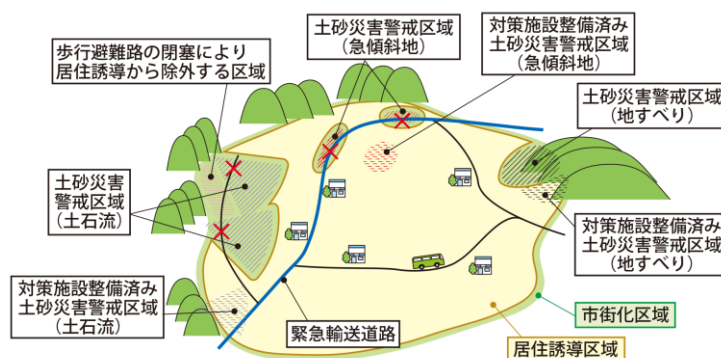 歩行避難路の閉塞により
居住誘導から除外する区域
土砂災害警戒区域
(急傾斜地)
対策施設整備済み
土砂災害警戒区域
(急傾斜地)
土砂災害警戒区域
(地すべり)
土砂災害
警戒区域
(土石流)
対策施設整備済み
土砂災害警戒区域
(地すべり)
対策施設整備済み
土砂災害警戒区域
(土石流)
緊急輸送道路
市街化区域
居住誘導区域